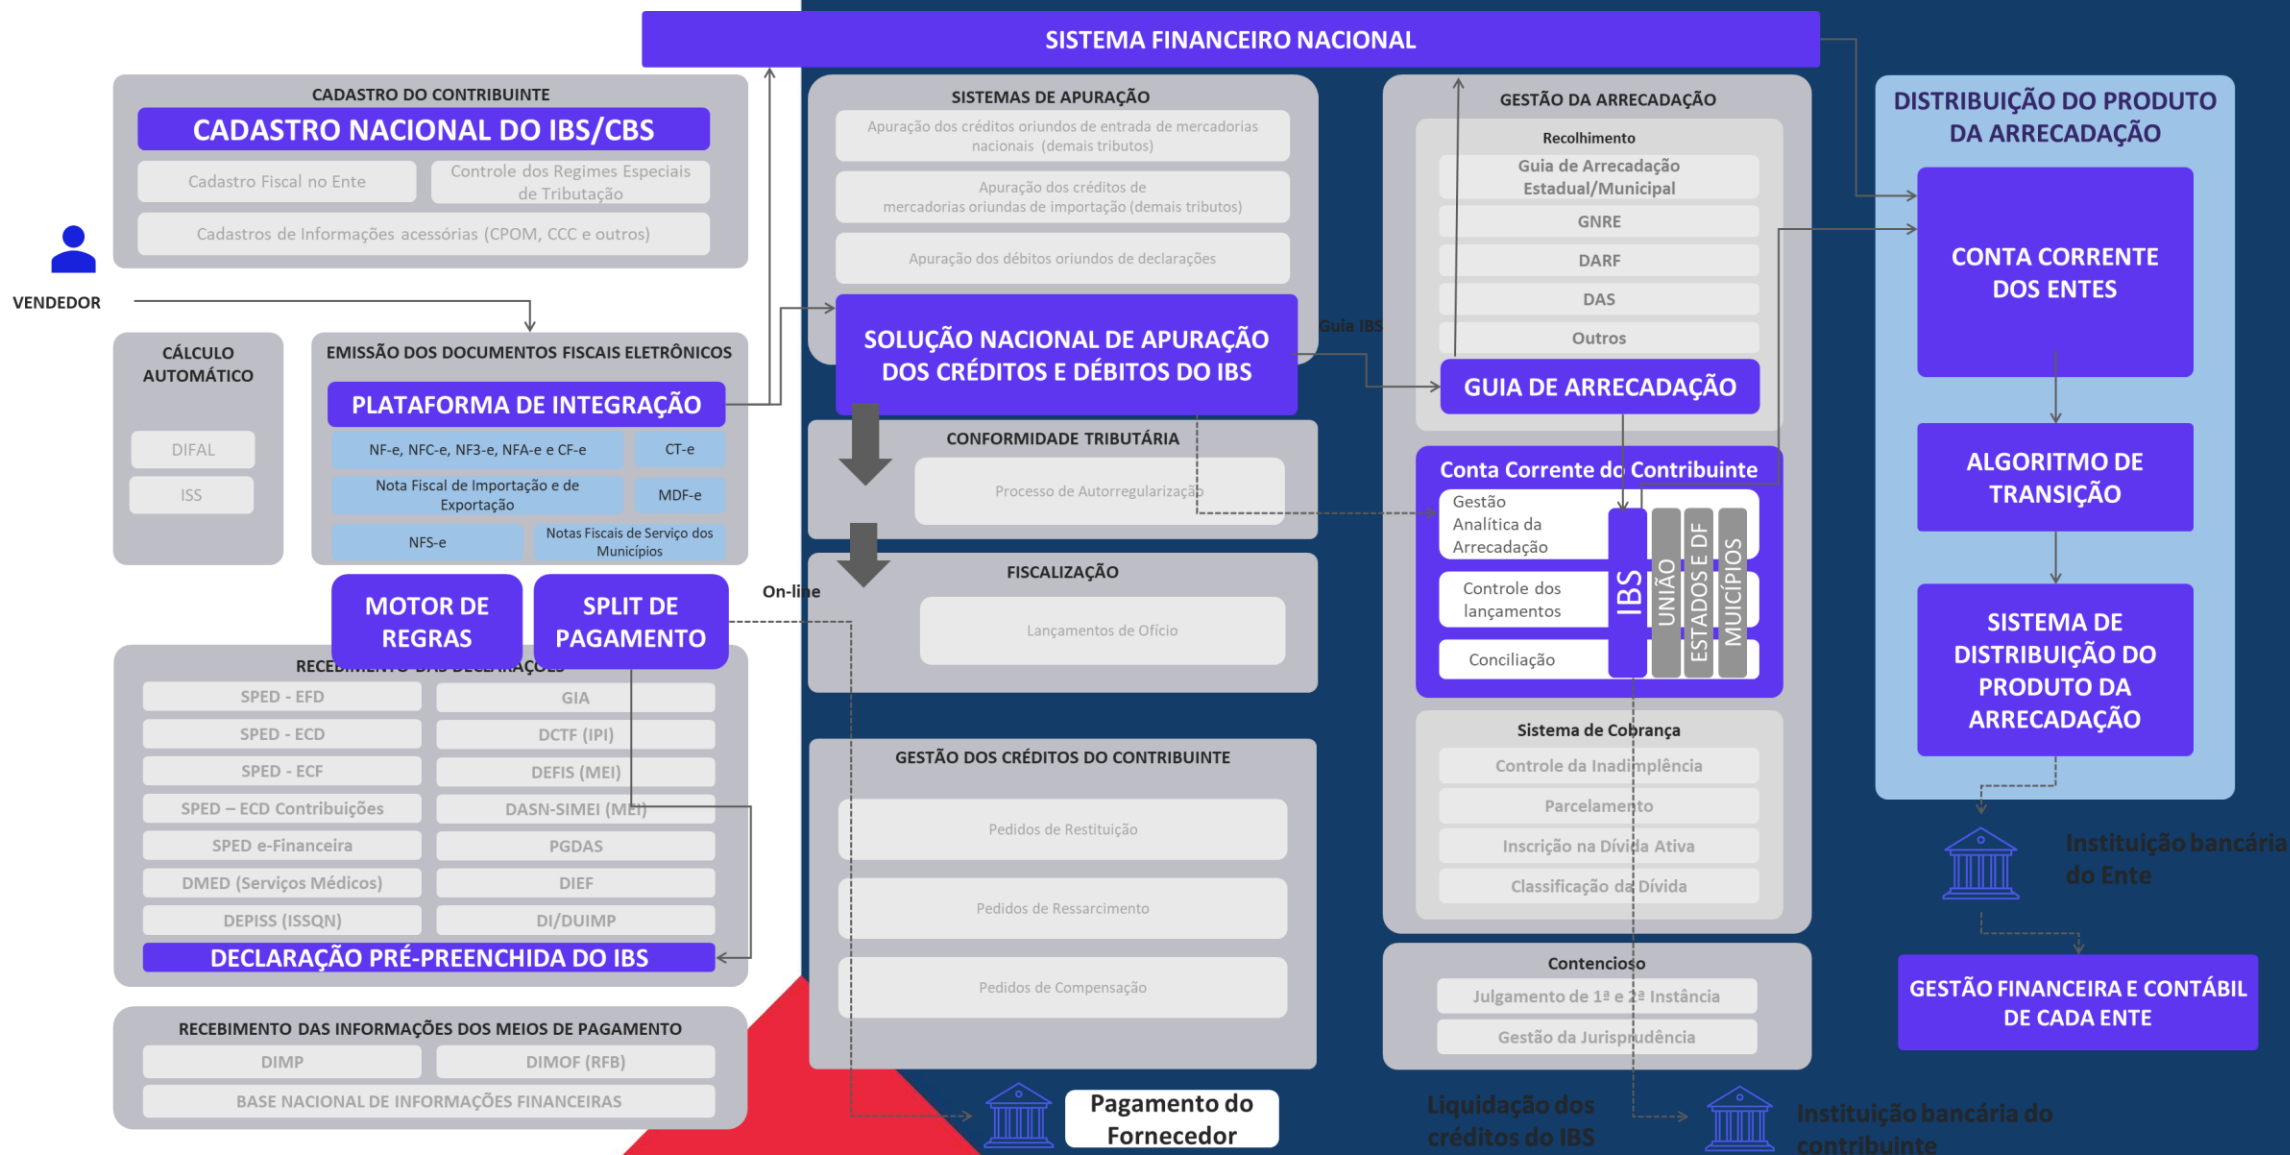 SISTEMA FINANCEIRO NACIONAL
CADASTRO DO CONTRIBUINTE
CADASTRO NACIONAL DO IBS/CBS
Cadastro Fiscal no Ente
Controle dos Regimes Especiais
de Tributação
Cadastros de Informações acessórias (CPOM, CCC e outros)
VENDEDOR
CÁLCULO
AUTOMÁTICO
DIFAL
ISS
EMISSÃO DOS DOCUMENTOS FISCAIS ELETRÔNICOS
PLATAFORMA DE INTEGRAÇÃO
NF-e, NFC-e, NF3-e, NFA-e e CF-e
CT-e
Nota Fiscal de Importação e de
Exportação
MDF-e
NFS-e
Notas Fiscais de Serviço dos
Municípios
MOTOR DE
REGRAS
SPLIT DE
PAGAMENTO
On-line
RECEBIMENTO DAS DECLARAÇÕES
SPED - EFD
GIA
SPED - ECD
DCTF (IPI)
SPED - ECF
DEFIS (MEI)
SPED – ECD Contribuições
DASN-SIMEI (MEI)
SPED e-Financeira
PGDAS
DMED (Serviços Médicos)
DIEF
DEPISS (ISSQN)
DI/DUIMP
DECLARAÇÃO PRÉ-PREENCHIDA DO IBS
RECEBIMENTO DAS INFORMAÇÕES DOS MEIOS DE PAGAMENTO
DIMP
DIMOF (RFB)
BASE NACIONAL DE INFORMAÇÕES FINANCEIRAS
SISTEMAS DE APURAÇÃO
Apuração dos créditos oriundos de entrada de mercadorias
nacionais (demais tributos)
Apuração dos créditos de
mercadorias oriundas de importação (demais tributos)
Apuração dos débitos oriundos de declarações
SOLUÇÃO NACIONAL DE APURAÇÃO
DOS CRÉDITOS E DÉBITOS DO IBS
Guia IBS
CONFORMIDADE TRIBUTÁRIA
Processo de Autorregularização
FISCALIZAÇÃO
Lançamentos de Ofício
GESTÃO DOS CRÉDITOS DO CONTRIBUINTE
Pedidos de Restituição
Pedidos de Ressarcimento
Pedidos de Compensação
Pagamento do
Fornecedor
GESTÃO DA ARRECADAÇÃO
Recolhimento
Guia de Arrecadação
Estadual/Municipal
GNRE
DARF
DAS
Outros
GUIA DE ARRECADAÇÃO
Conta Corrente do Contribuinte
Gestão
Analítica da
Arrecadação
Controle dos
lançamentos
Conciliação
IBS
UNIÃO
ESTADOS E DF
MUICÍPIOS
Sistema de Cobrança
Controle da Inadimplência
Parcelamento
Inscrição na Dívida Ativa
Classificação da Dívida
Contencioso
Julgamento de 1ª e 2ª Instância
Gestão da Jurisprudência
Liquidação dos
créditos do IBS
Instituição bancária do
contribuinte
DISTRIBUIÇÃO DO PRODUTO
DA ARRECADAÇÃO
CONTA CORRENTE
DOS ENTES
ALGORITMO DE
TRANSIÇÃO
SISTEMA DE
DISTRIBUIÇÃO DO
PRODUTO DA
ARRECADAÇÃO
Instituição bancária
do Ente
GESTÃO FINANCEIRA E CONTÁBIL
DE CADA ENTE